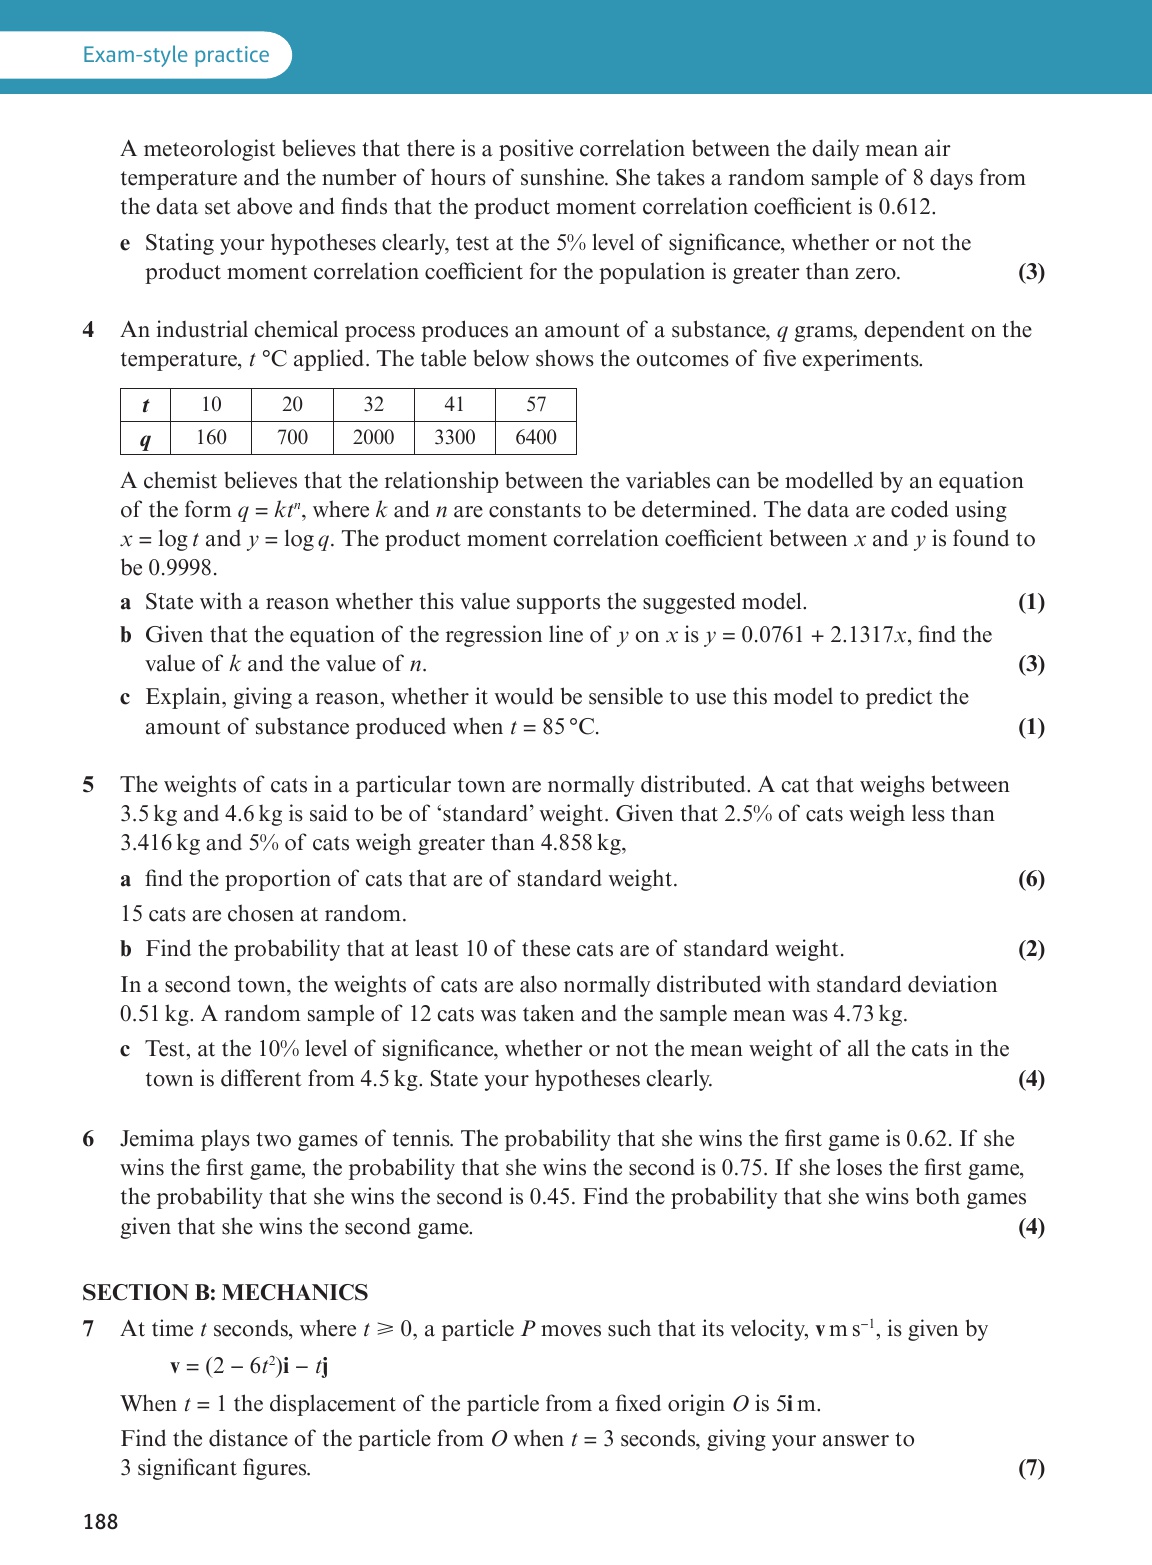 Exam-style practice
A meteorologist believes that there is a positive correlation between the daily mean air
temperature and the number of hours of sunshine. She takes a random sample of 8 days from
the data set above and finds that the product moment correlation coefficient is 0.612.
e Stating your hypotheses clearly, test at the 5% level of significance, whether or not the
product moment correlation coefficient for the population is greater than zero. (3)
4 An industrial chemical process produces an amount of a substance, q grams, dependent on the
temperature, t °C applied. The table below shows the outcomes of five experiments.
t 10 20 32 41 57
q 160 700 2000 3300 6400
A chemist believes that the relationship between the variables can be modelled by an equation
of the form q = ktⁿ, where k and n are constants to be determined. The data are coded using
x = log t and y = log q. The product moment correlation coefficient between x and y is found to
be 0.9998.
a State with a reason whether this value supports the suggested model. (1)
b Given that the equation of the regression line of y on x is y = 0.0761 + 2.1317x, find the
value of k and the value of n. (3)
c Explain, giving a reason, whether it would be sensible to use this model to predict the
amount of substance produced when t = 85 °C. (1)
5 The weights of cats in a particular town are normally distributed. A cat that weighs between
3.5 kg and 4.6 kg is said to be of ‘standard’ weight. Given that 2.5% of cats weigh less than
3.416 kg and 5% of cats weigh greater than 4.858 kg,
a find the proportion of cats that are of standard weight. (6)
15 cats are chosen at random.
b Find the probability that at least 10 of these cats are of standard weight. (2)
In a second town, the weights of cats are also normally distributed with standard deviation
0.51 kg. A random sample of 12 cats was taken and the sample mean was 4.73 kg.
c Test, at the 10% level of significance, whether or not the mean weight of all the cats in the
town is different from 4.5 kg. State your hypotheses clearly. (4)
6 Jemima plays two games of tennis. The probability that she wins the first game is 0.62. If she
wins the first game, the probability that she wins the second is 0.75. If she loses the first game,
the probability that she wins the second is 0.45. Find the probability that she wins both games
given that she wins the second game. (4)
SECTION B: MECHANICS
7 At time t seconds, where t ⩾ 0, a particle P moves such that its velocity, v m s⁻¹, is given by
v = (2 − 6t²)i − tj
When t = 1 the displacement of the particle from a fixed origin O is 5i m.
Find the distance of the particle from O when t = 3 seconds, giving your answer to
3 significant figures. (7)
188